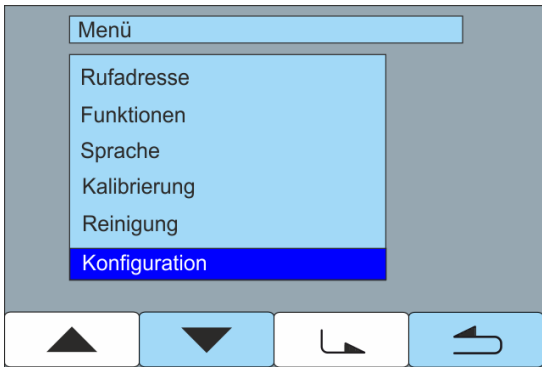 Menü
Rufadresse
Funktionen
Sprache
Kalibrierung
Reinigung
Konfiguration